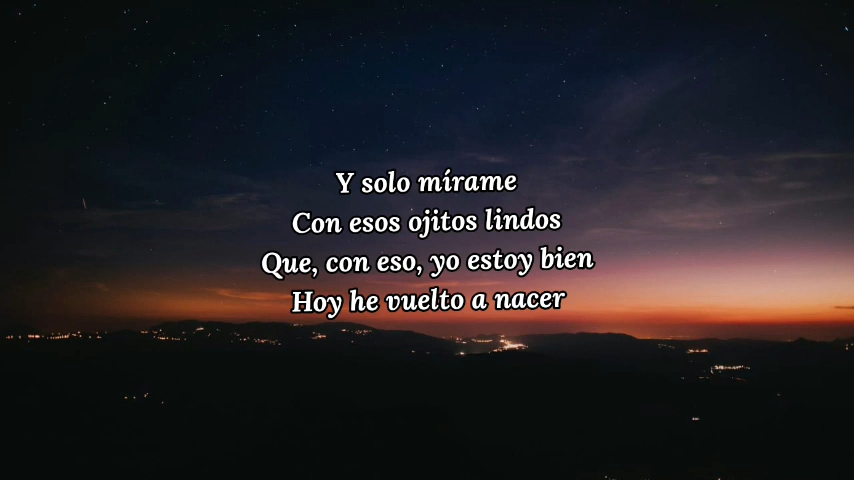 Y solo mírame
Con esos ojitos lindos
Que, con eso, yo estoy bien
Hoy he vuelto a nacer